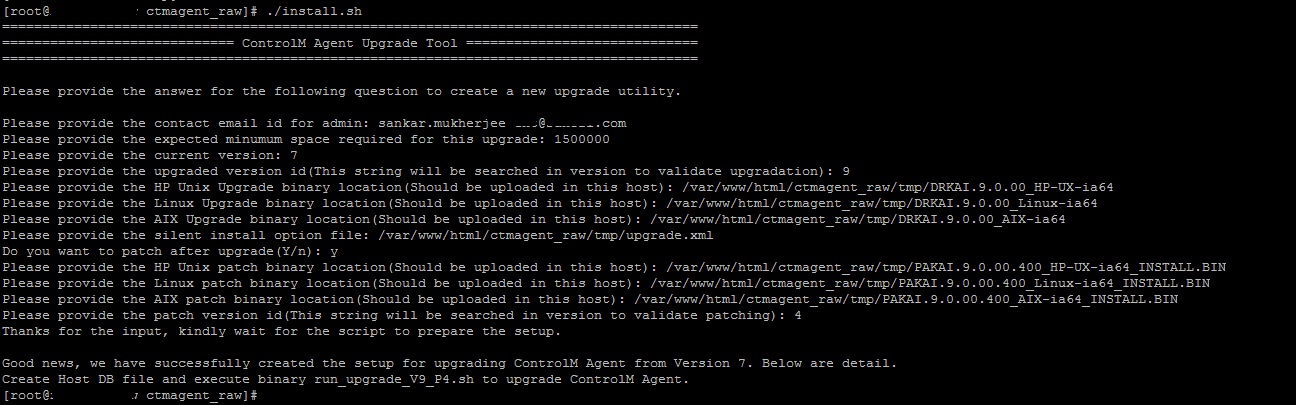 [root@ ctmagent_raw]# ./install.sh
================================================================================
============================ ControlM Agent Upgrade Tool ============================
================================================================================
Please provide the answer for the following question to create a new upgrade utility.
Please provide the contact email id for admin: sankar.mukherjee @ .com
Please provide the expected minumum space required for this upgrade: 1500000
Please provide the current version: 7
Please provide the upgraded version id(This string will be searched in version to validate upgradation): 9
Please provide the HP Unix Upgrade binary location(Should be uploaded in this host): /var/www/html/ctmagent_raw/tmp/DRKAI.9.0.00_HP-UX-ia64
Please provide the Linux Upgrade binary location(Should be uploaded in this host): /var/www/html/ctmagent_raw/tmp/DRKAI.9.0.00_Linux-ia64
Please provide the AIX Upgrade binary location(Should be uploaded in this host): /var/www/html/ctmagent_raw/tmp/DRKAI.9.0.00_AIX-ia64
Please provide the silent install option file: /var/www/html/ctmagent_raw/tmp/upgrade.xml
Do you want to patch after upgrade(Y/n): y
Please provide the HP Unix patch binary location(Should be uploaded in this host): /var/www/html/ctmagent_raw/tmp/PAKAI.9.0.00.400_HP-UX-ia64_INSTALL.BIN
Please provide the Linux patch binary location(Should be uploaded in this host): /var/www/html/ctmagent_raw/tmp/PAKAI.9.0.00.400_Linux-ia64_INSTALL.BIN
Please provide the AIX patch binary location(Should be uploaded in this host): /var/www/html/ctmagent_raw/tmp/PAKAI.9.0.00.400_AIX-ia64_INSTALL.BIN
Please provide the patch version id(This string will be searched in version to validate patching): 4
Thanks for the input, kindly wait for the script to prepare the setup.
Good news, we have successfully created the setup for upgrading ControlM Agent from Version 7. Below are detail.
Create Host DB file and execute binary run_upgrade_V9_P4.sh to upgrade ControlM Agent.
[root@ ctmagent_raw]#